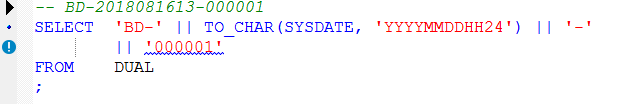 -- BD-2018081613-000001
SELECT  'BD-' || TO_CHAR(SYSDATE, 'YYYYMMDDHH24') || '-'
        || '000001'
FROM    DUAL
;